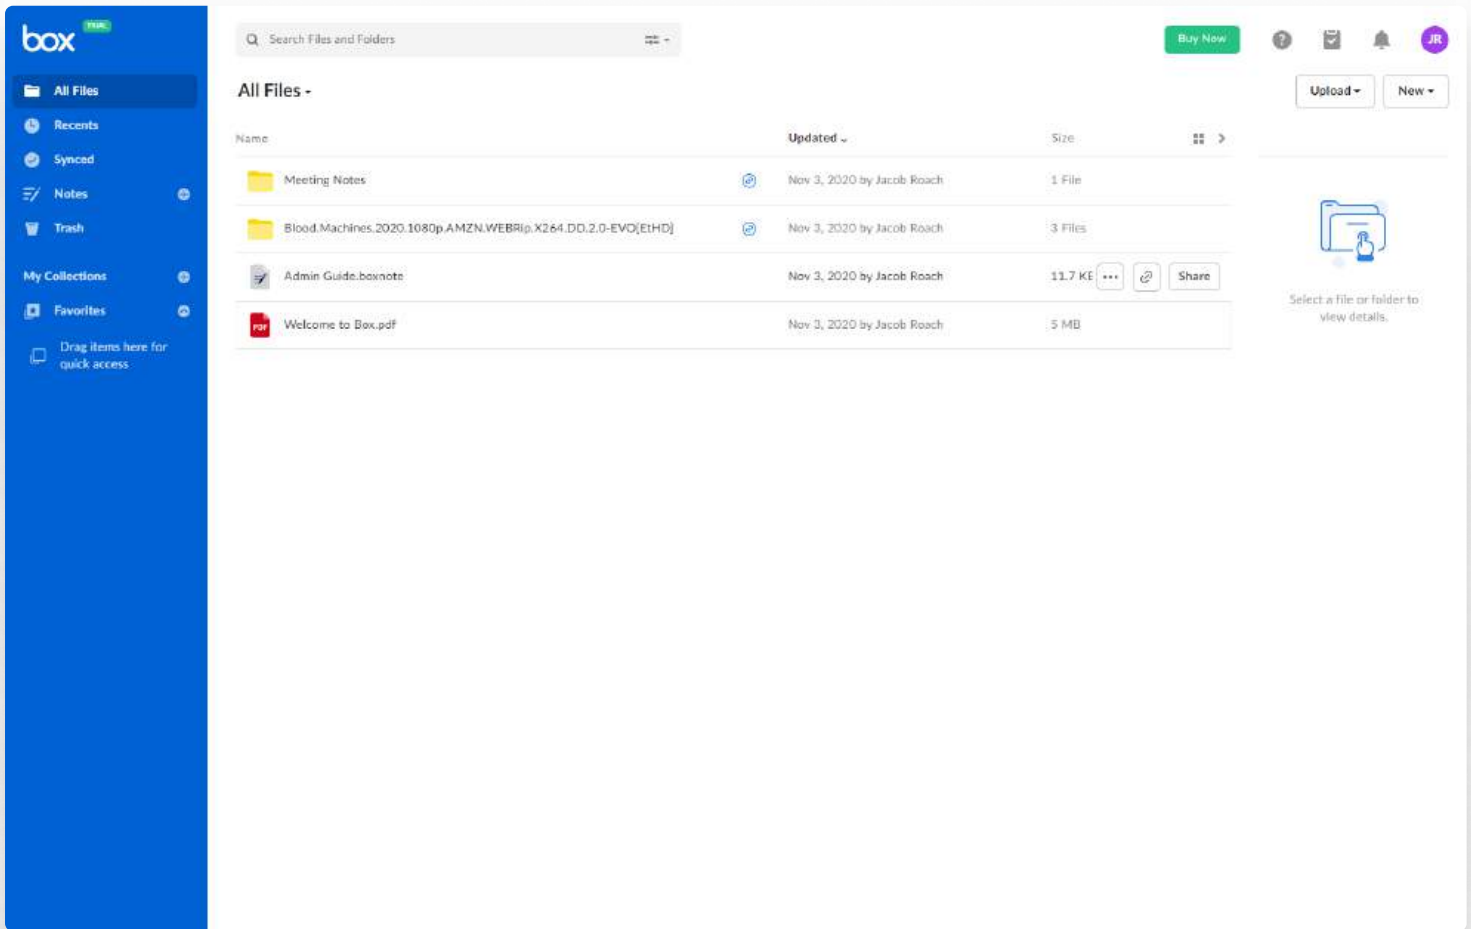 box TRIAL
Search Files and Folders
Buy Now
?
JR
All Files
Recents
Synced
Notes
Trash
My Collections
Favorites
Drag items here for
quick access
All Files
Upload
New
Name
Updated
Size
Meeting Notes
Nov 3, 2020 by Jacob Roach
1 File
Blood.Machines.2020.1080p.AMZN.WEBRip.X264.DD.2.0-EVO[EtHD]
Nov 3, 2020 by Jacob Roach
3 Files
Admin Guide.boxnote
Nov 3, 2020 by Jacob Roach
11.7 KE
Share
PDF
Welcome to Box.pdf
Nov 3, 2020 by Jacob Roach
5 MB
Select a file or folder to
view details.